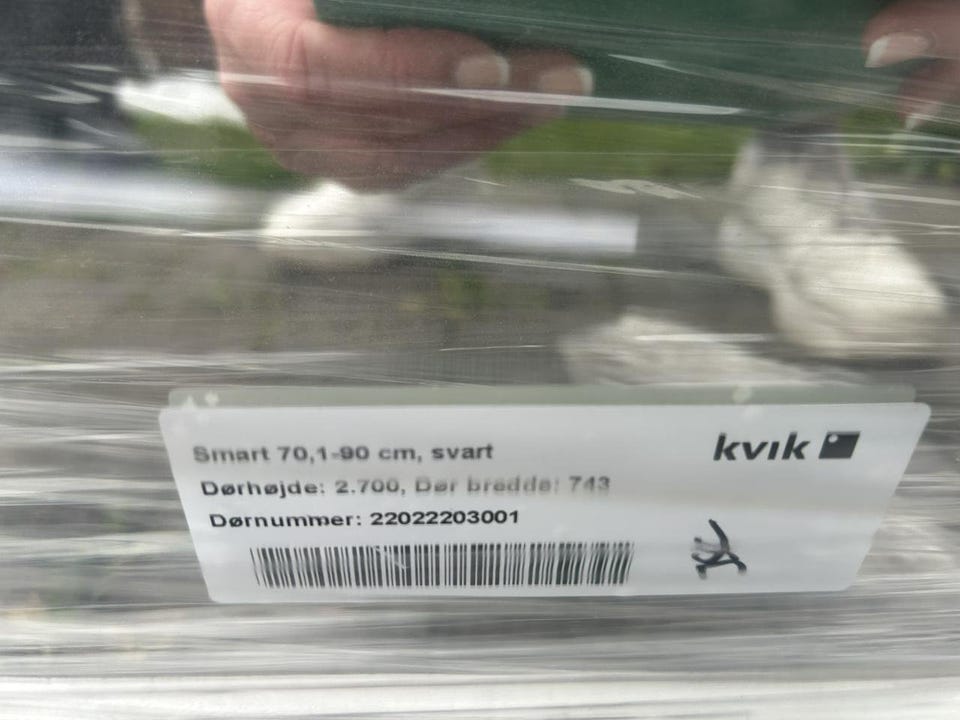 Smart 70,1-90 cm, svart
kvik
Dørhøjde: 2.700, Dør bredde: 743
Dørnummer: 22022203001